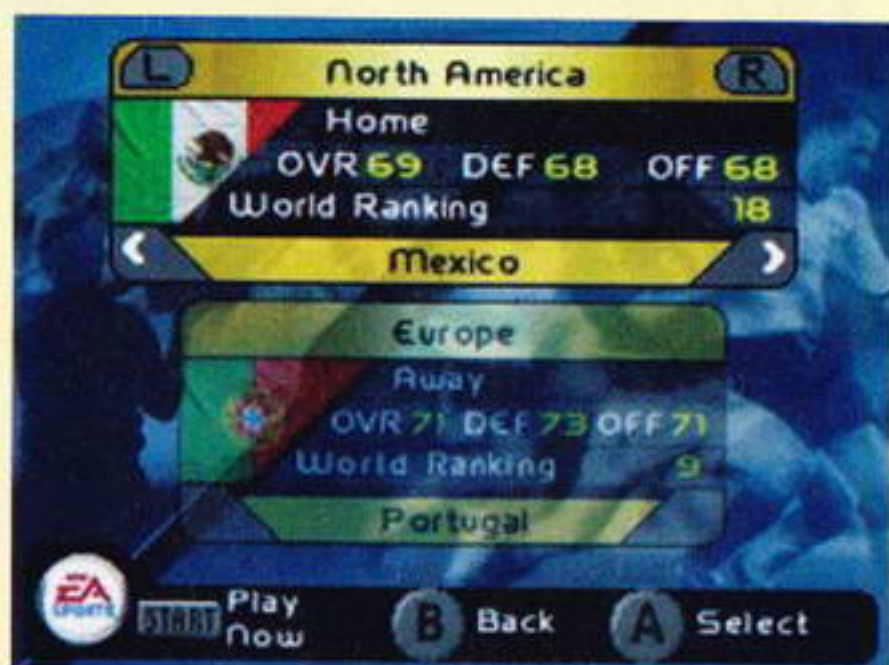 L North America R
Home
OVR 69 DEF 68 OFF 68
World Ranking 18
Mexico
Europe
Away
OVR 71 DEF 73 OFF 71
World Ranking 9
Portugal
EA
SPORTS
START Play Now B Back A Select